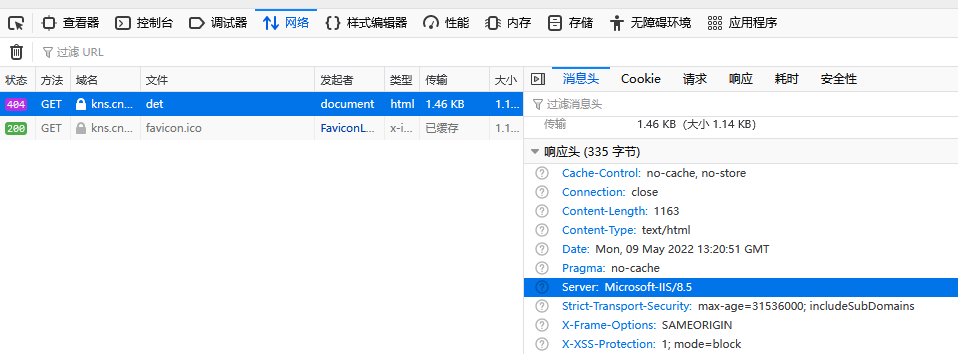 查看器 控制台 调试器 网络 样式编辑器 性能 内存 存储 无障碍环境 应用程序
过滤 URL
状态 方法 域名 文件 发起者 类型 传输 大小
404 GET kns.cn... det document html 1.46 KB 1.1...
200 GET kns.cn... favicon.ico FaviconL... x-i... 已缓存 1.1...
消息头 Cookie 请求 响应 耗时 安全性
过滤消息头
传输 1.46 KB (大小 1.14 KB)
响应头 (335 字节)
Cache-Control: no-cache, no-store
Connection: close
Content-Length: 1163
Content-Type: text/html
Date: Mon, 09 May 2022 13:20:51 GMT
Pragma: no-cache
Server: Microsoft-IIS/8.5
Strict-Transport-Security: max-age=31536000; includeSubDomains
X-Frame-Options: SAMEORIGIN
X-XSS-Protection: 1; mode=block